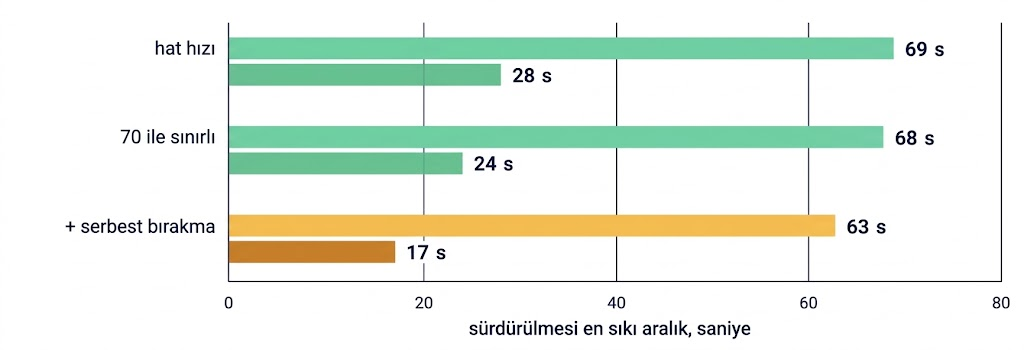 hat hızı
69 s
28 s
70 ile sınırlı
68 s
24 s
+ serbest bırakma
63 s
17 s
0 20 40 60 80
sürdürülmesi en sıkı aralık, saniye